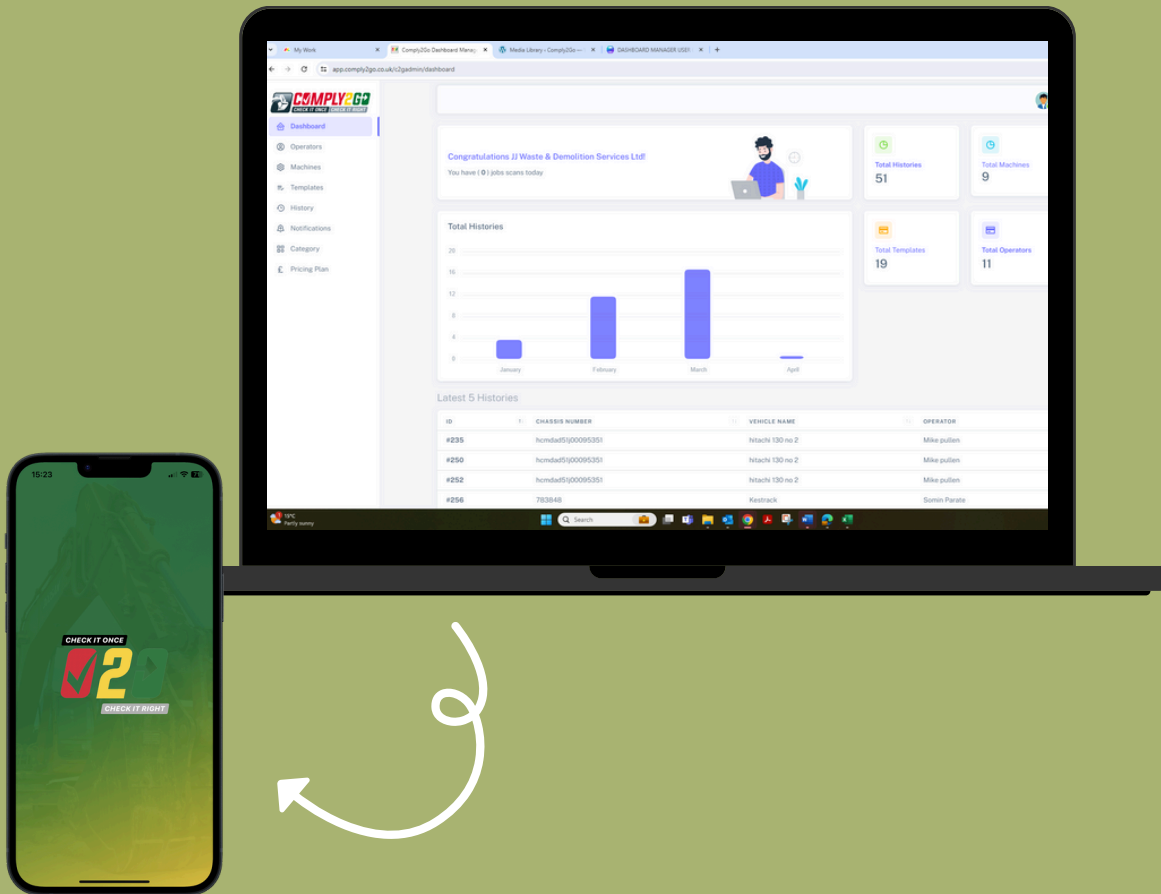 My Work
Comply2Go Dashboard Manag
Media Library ‹ Comply2Go —
DASHBOARD MANAGER USE
app.comply2go.co.uk/c2gadmin/dashboard
COMPLY2GO
CHECK IT ONCE CHECK IT RIGHT
Dashboard
Operators
Machines
Templates
History
Notifications
Category
£ Pricing Plan
Congratulations JJ Waste & Demolition Services Ltd!
You have ( 0 ) jobs scans today
Total Histories
51
Total Machines
9
Total Templates
19
Total Operators
11
Total Histories
20
16
12
8
4
0
January February March April
Latest 5 Histories
ID CHASSIS NUMBER VEHICLE NAME OPERATOR
#235 hcmdad51j00095351 hitachi 130 no 2 Mike pullen
#250 hcmdad51j00095351 hitachi 130 no 2 Mike pullen
#252 hcmdad51j00095351 hitachi 130 no 2 Mike pullen
#256 783848 Kestrack Somin Parate
15°C
Partly sunny
Search
15:23
CHECK IT ONCE
2
CHECK IT RIGHT